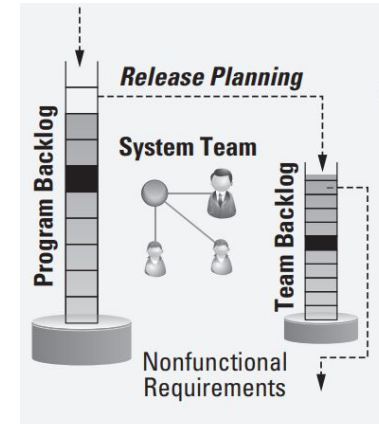 Release Planning
Program Backlog
System Team
Team Backlog
Nonfunctional
Requirements